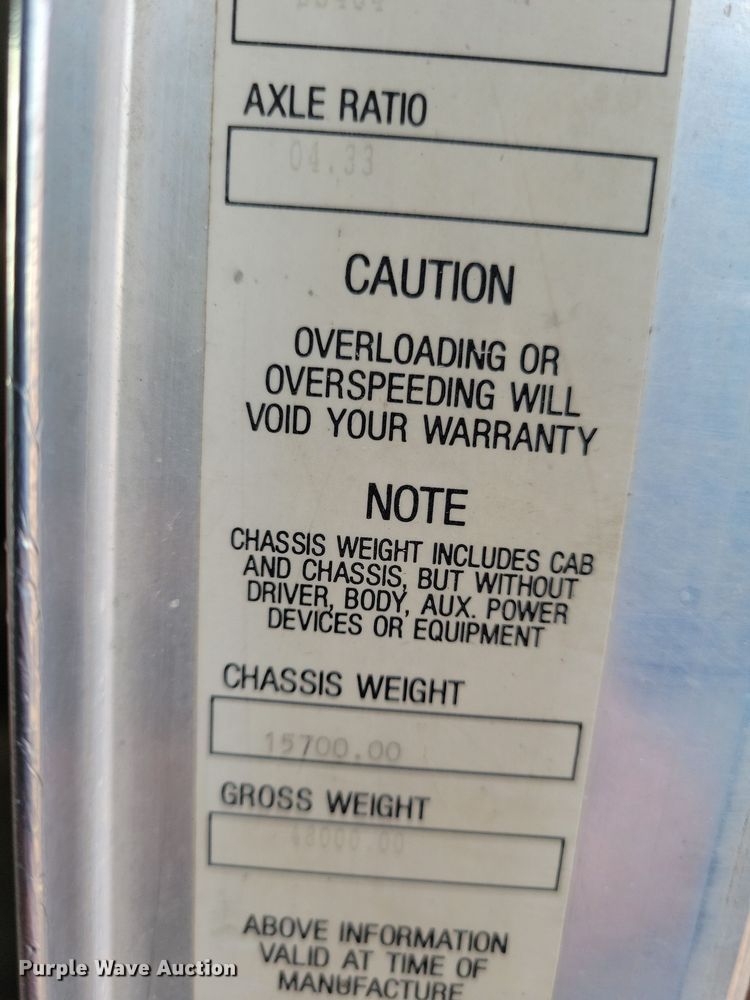 AXLE RATIO
04.33
CAUTION
OVERLOADING OR
OVERSPEEDING WILL
VOID YOUR WARRANTY
NOTE
CHASSIS WEIGHT INCLUDES CAB
AND CHASSIS, BUT WITHOUT
DRIVER, BODY, AUX. POWER
DEVICES OR EQUIPMENT
CHASSIS WEIGHT
15700.00
GROSS WEIGHT
48000.00
ABOVE INFORMATION
VALID AT TIME OF
MANUFACTURE
Purple Wave Auction